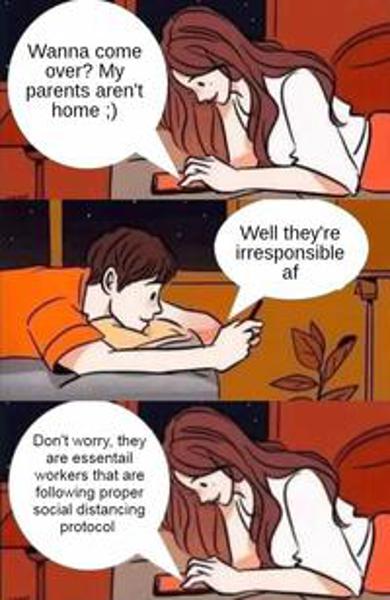 Wanna come
over? My
parents aren't
home ;)
Well they're
irresponsible
af
Don't worry, they
are essentail
workers that are
following proper
social distancing
protocol